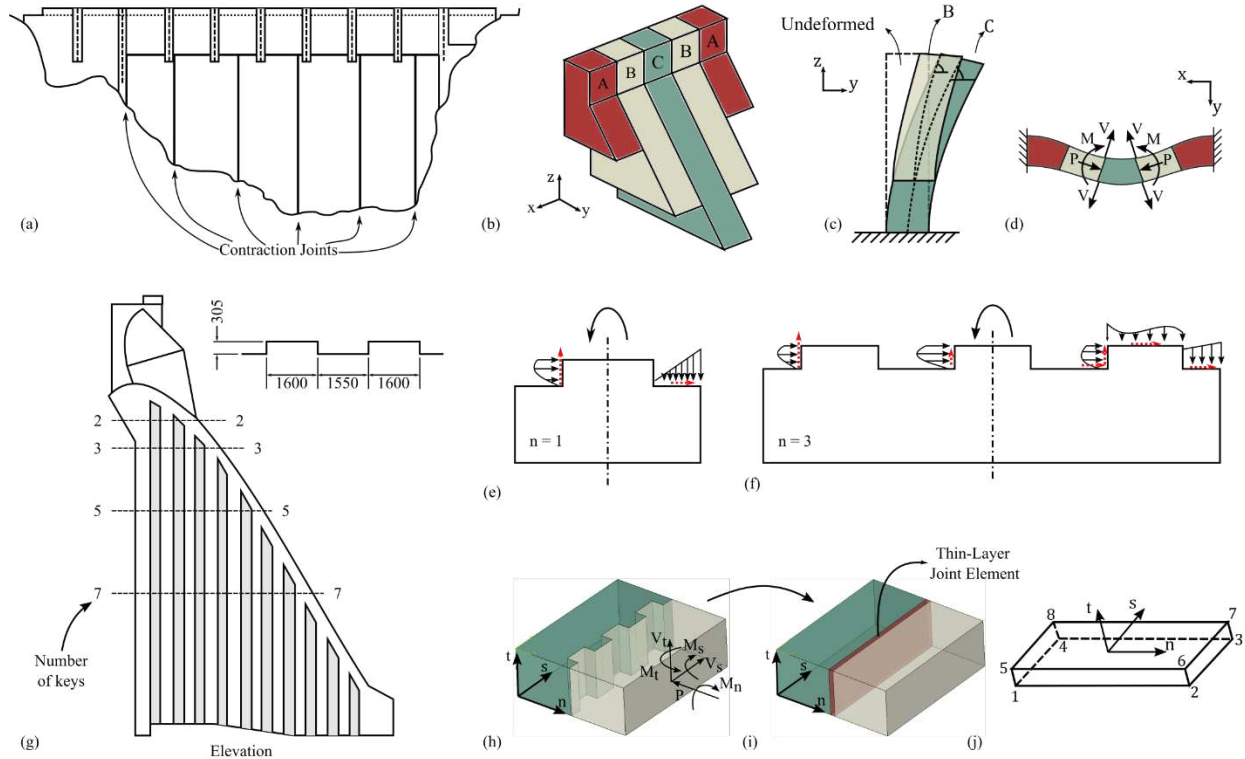 (a)
Contraction Joints
(b)
A
B
C
B
A
z
x
y
(c)
Undeformed
B
C
z
y
(d)
x
y
M
V
V
M
P
P
V
V
(e)
n = 1
(f)
n = 3
(g)
305
1600
1550
1600
2
2
3
3
5
5
7
7
Number
of keys
Elevation
(h)
t
s
n
Vt
Ms
Mt
Vs
P
Mn
(i)
Thin-Layer
Joint Element
t
s
n
(j)
8
7
t
s
4
3
n
5
6
1
2